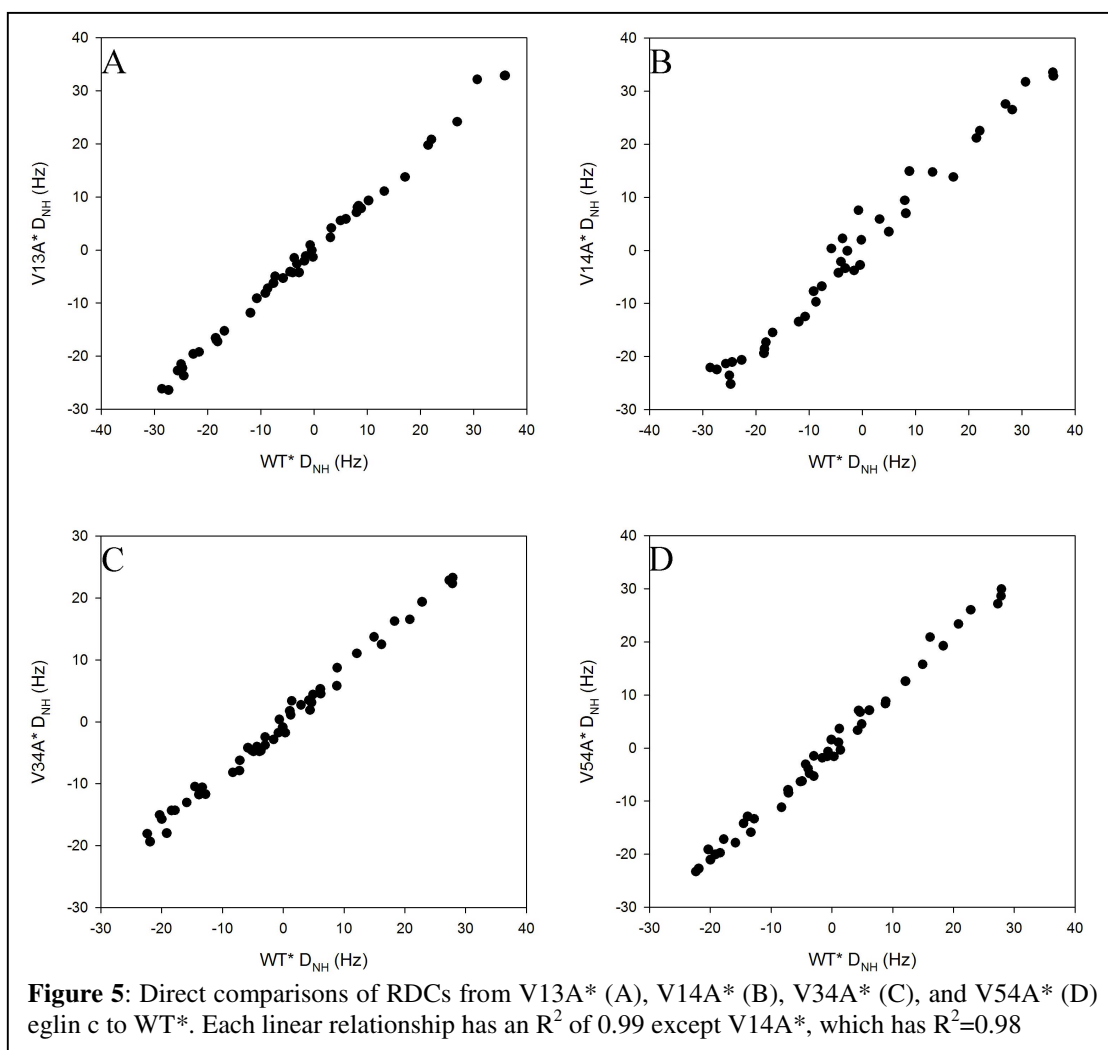 A
40
30
20
10
0
-10
-20
-30
-40 -30 -20 -10 0 10 20 30 40
V13A* D_NH (Hz)
WT* D_NH (Hz)
B
40
30
20
10
0
-10
-20
-30
-40 -30 -20 -10 0 10 20 30 40
V14A* D_NH (Hz)
WT* D_NH (Hz)
C
30
20
10
0
-10
-20
-30
-30 -20 -10 0 10 20 30 40
V34A* D_NH (Hz)
WT* D_NH (Hz)
D
40
30
20
10
0
-10
-20
-30
-30 -20 -10 0 10 20 30 40
V54A* D_NH (Hz)
WT* D_NH (Hz)
Figure 5: Direct comparisons of RDCs from V13A* (A), V14A* (B), V34A* (C), and V54A* (D)
eglin c to WT*. Each linear relationship has an R² of 0.99 except V14A*, which has R²=0.98